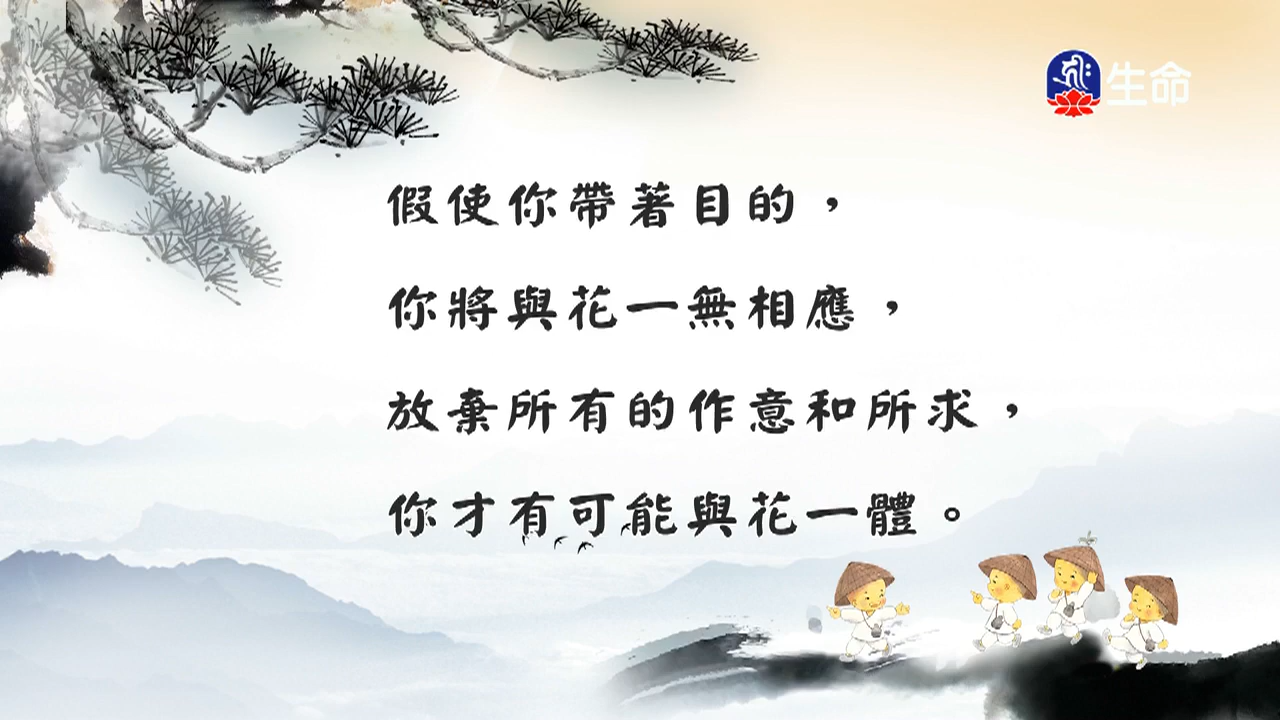 生命
假使你帶著目的，
你將與花一無相應，
放棄所有的作意和所求，
你才有可能與花一體。